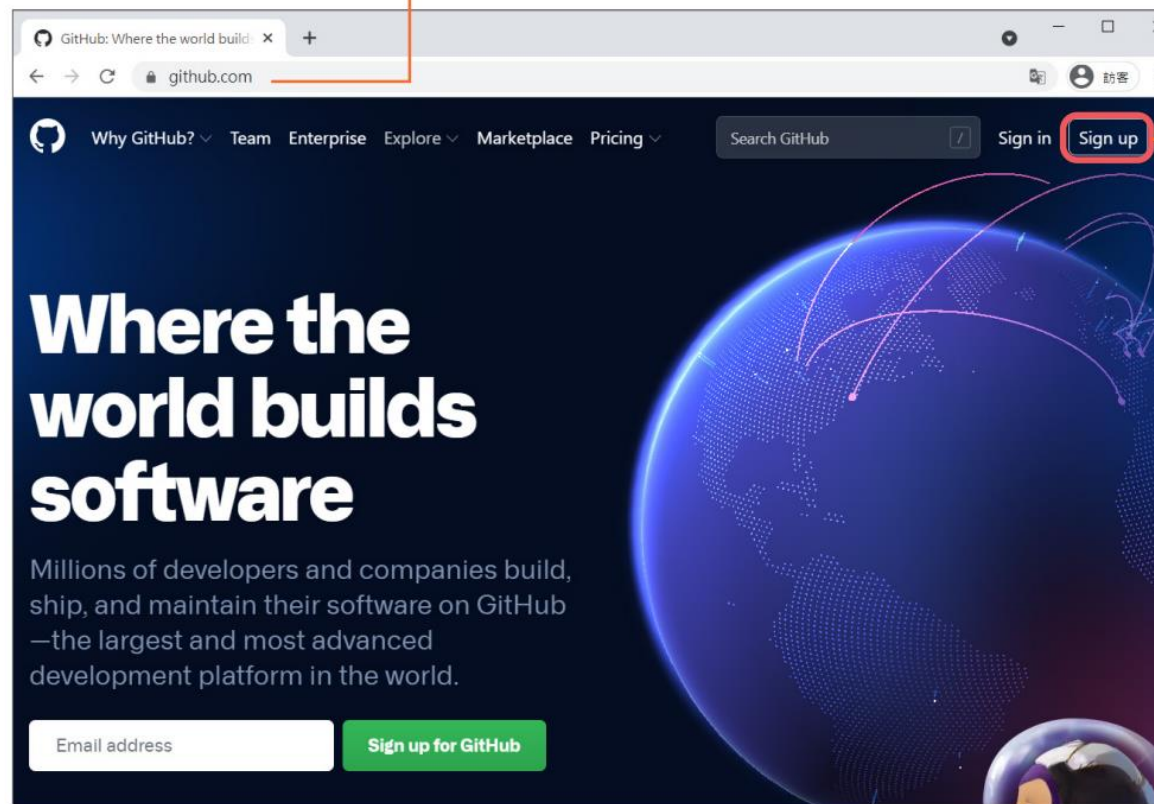 GitHub: Where the world build
github.com
訪客
Why GitHub? Team Enterprise Explore Marketplace Pricing Search GitHub / Sign in Sign up
Where the
world builds
software
Millions of developers and companies build,
ship, and maintain their software on GitHub
—the largest and most advanced
development platform in the world.
Email address Sign up for GitHub